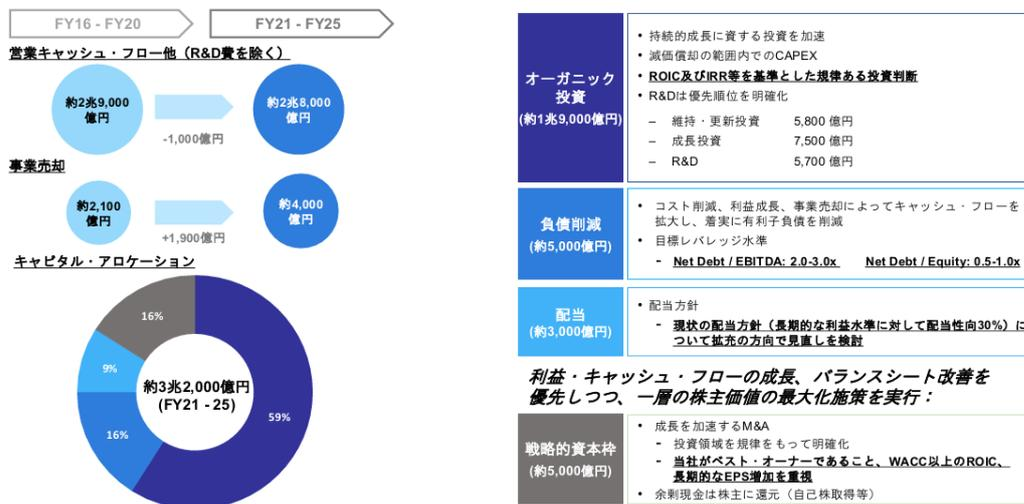 FY16 - FY20
FY21 - FY25
営業キャッシュ・フロー他（R&D費を除く）
約2兆9,000
億円
-1,000億円
約2兆8,000
億円
事業売却
約2,100
億円
+1,900億円
約4,000
億円
キャピタル・アロケーション
16%
9%
16%
59%
約3兆2,000億円
(FY21 - 25)
オーガニック
投資
(約1兆9,000億円)
• 持続的成長に資する投資を加速
• 減価償却の範囲内でのCAPEX
• ROIC及びIRR等を基準とした規律ある投資判断
• R&Dは優先順位を明確化
– 維持・更新投資 5,800 億円
– 成長投資 7,500 億円
– R&D 5,700 億円
負債削減
(約5,000億円)
• コスト削減、利益成長、事業売却によってキャッシュ・フローを
拡大し、着実に有利子負債を削減
• 目標レバレッジ水準
- Net Debt / EBITDA: 2.0-3.0x Net Debt / Equity: 0.5-1.0x
配当
(約3,000億円)
• 配当方針
- 現状の配当方針（長期的な利益水準に対して配当性向30%）に
ついて拡充の方向で見直しを検討
利益・キャッシュ・フローの成長、バランスシート改善を
優先しつつ、一層の株主価値の最大化施策を実行：
戦略的資本枠
(約5,000億円)
• 成長を加速するM&A
- 投資領域を規律をもって明確化
- 当社がベスト・オーナーであること、WACC以上のROIC、
長期的なEPS増加を重視
• 余剰現金は株主に還元（自己株取得等）